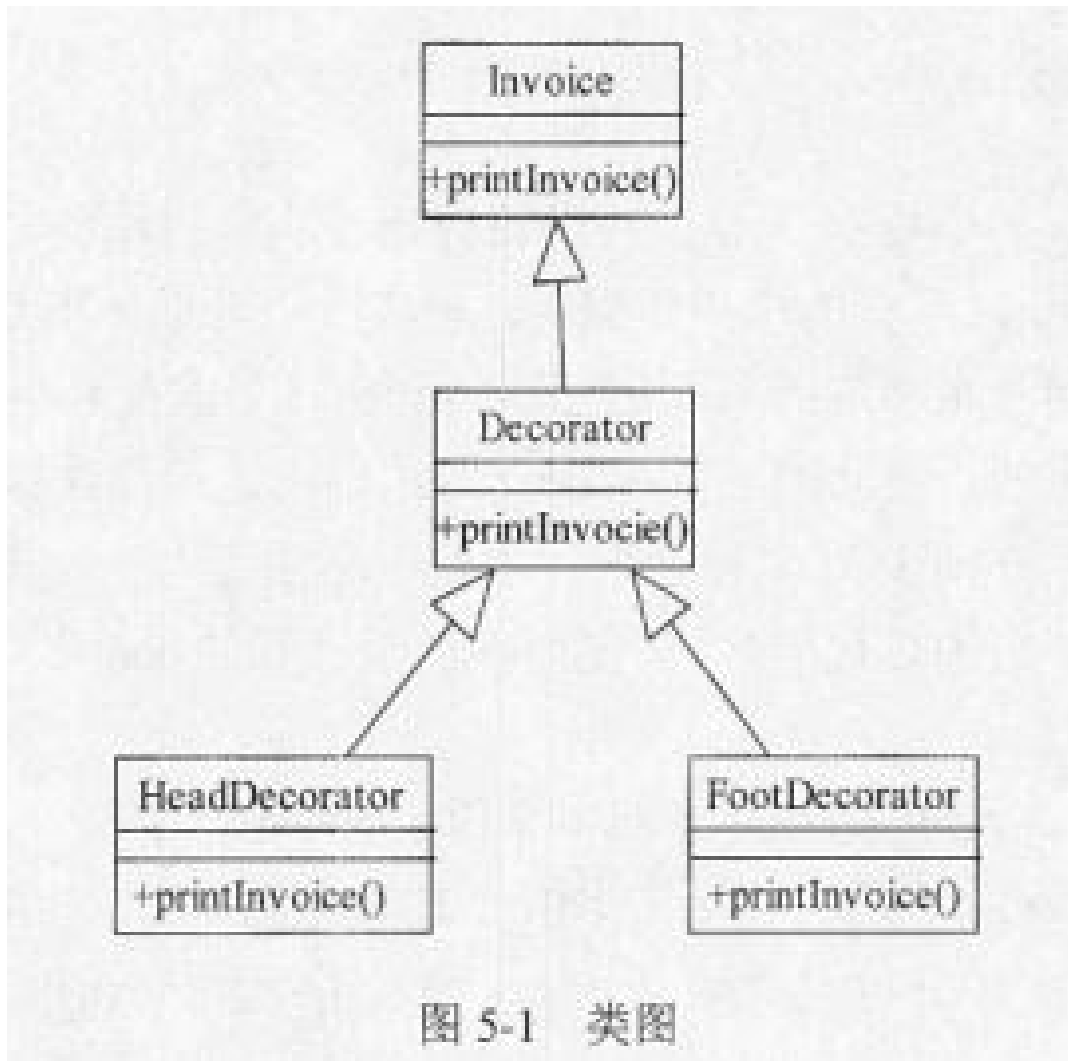 Invoice
+printInvoice()
Decorator
+printInvocie()
HeadDecorator
+printInvoice()
FootDecorator
+printInvoice()
图 5-1 类图